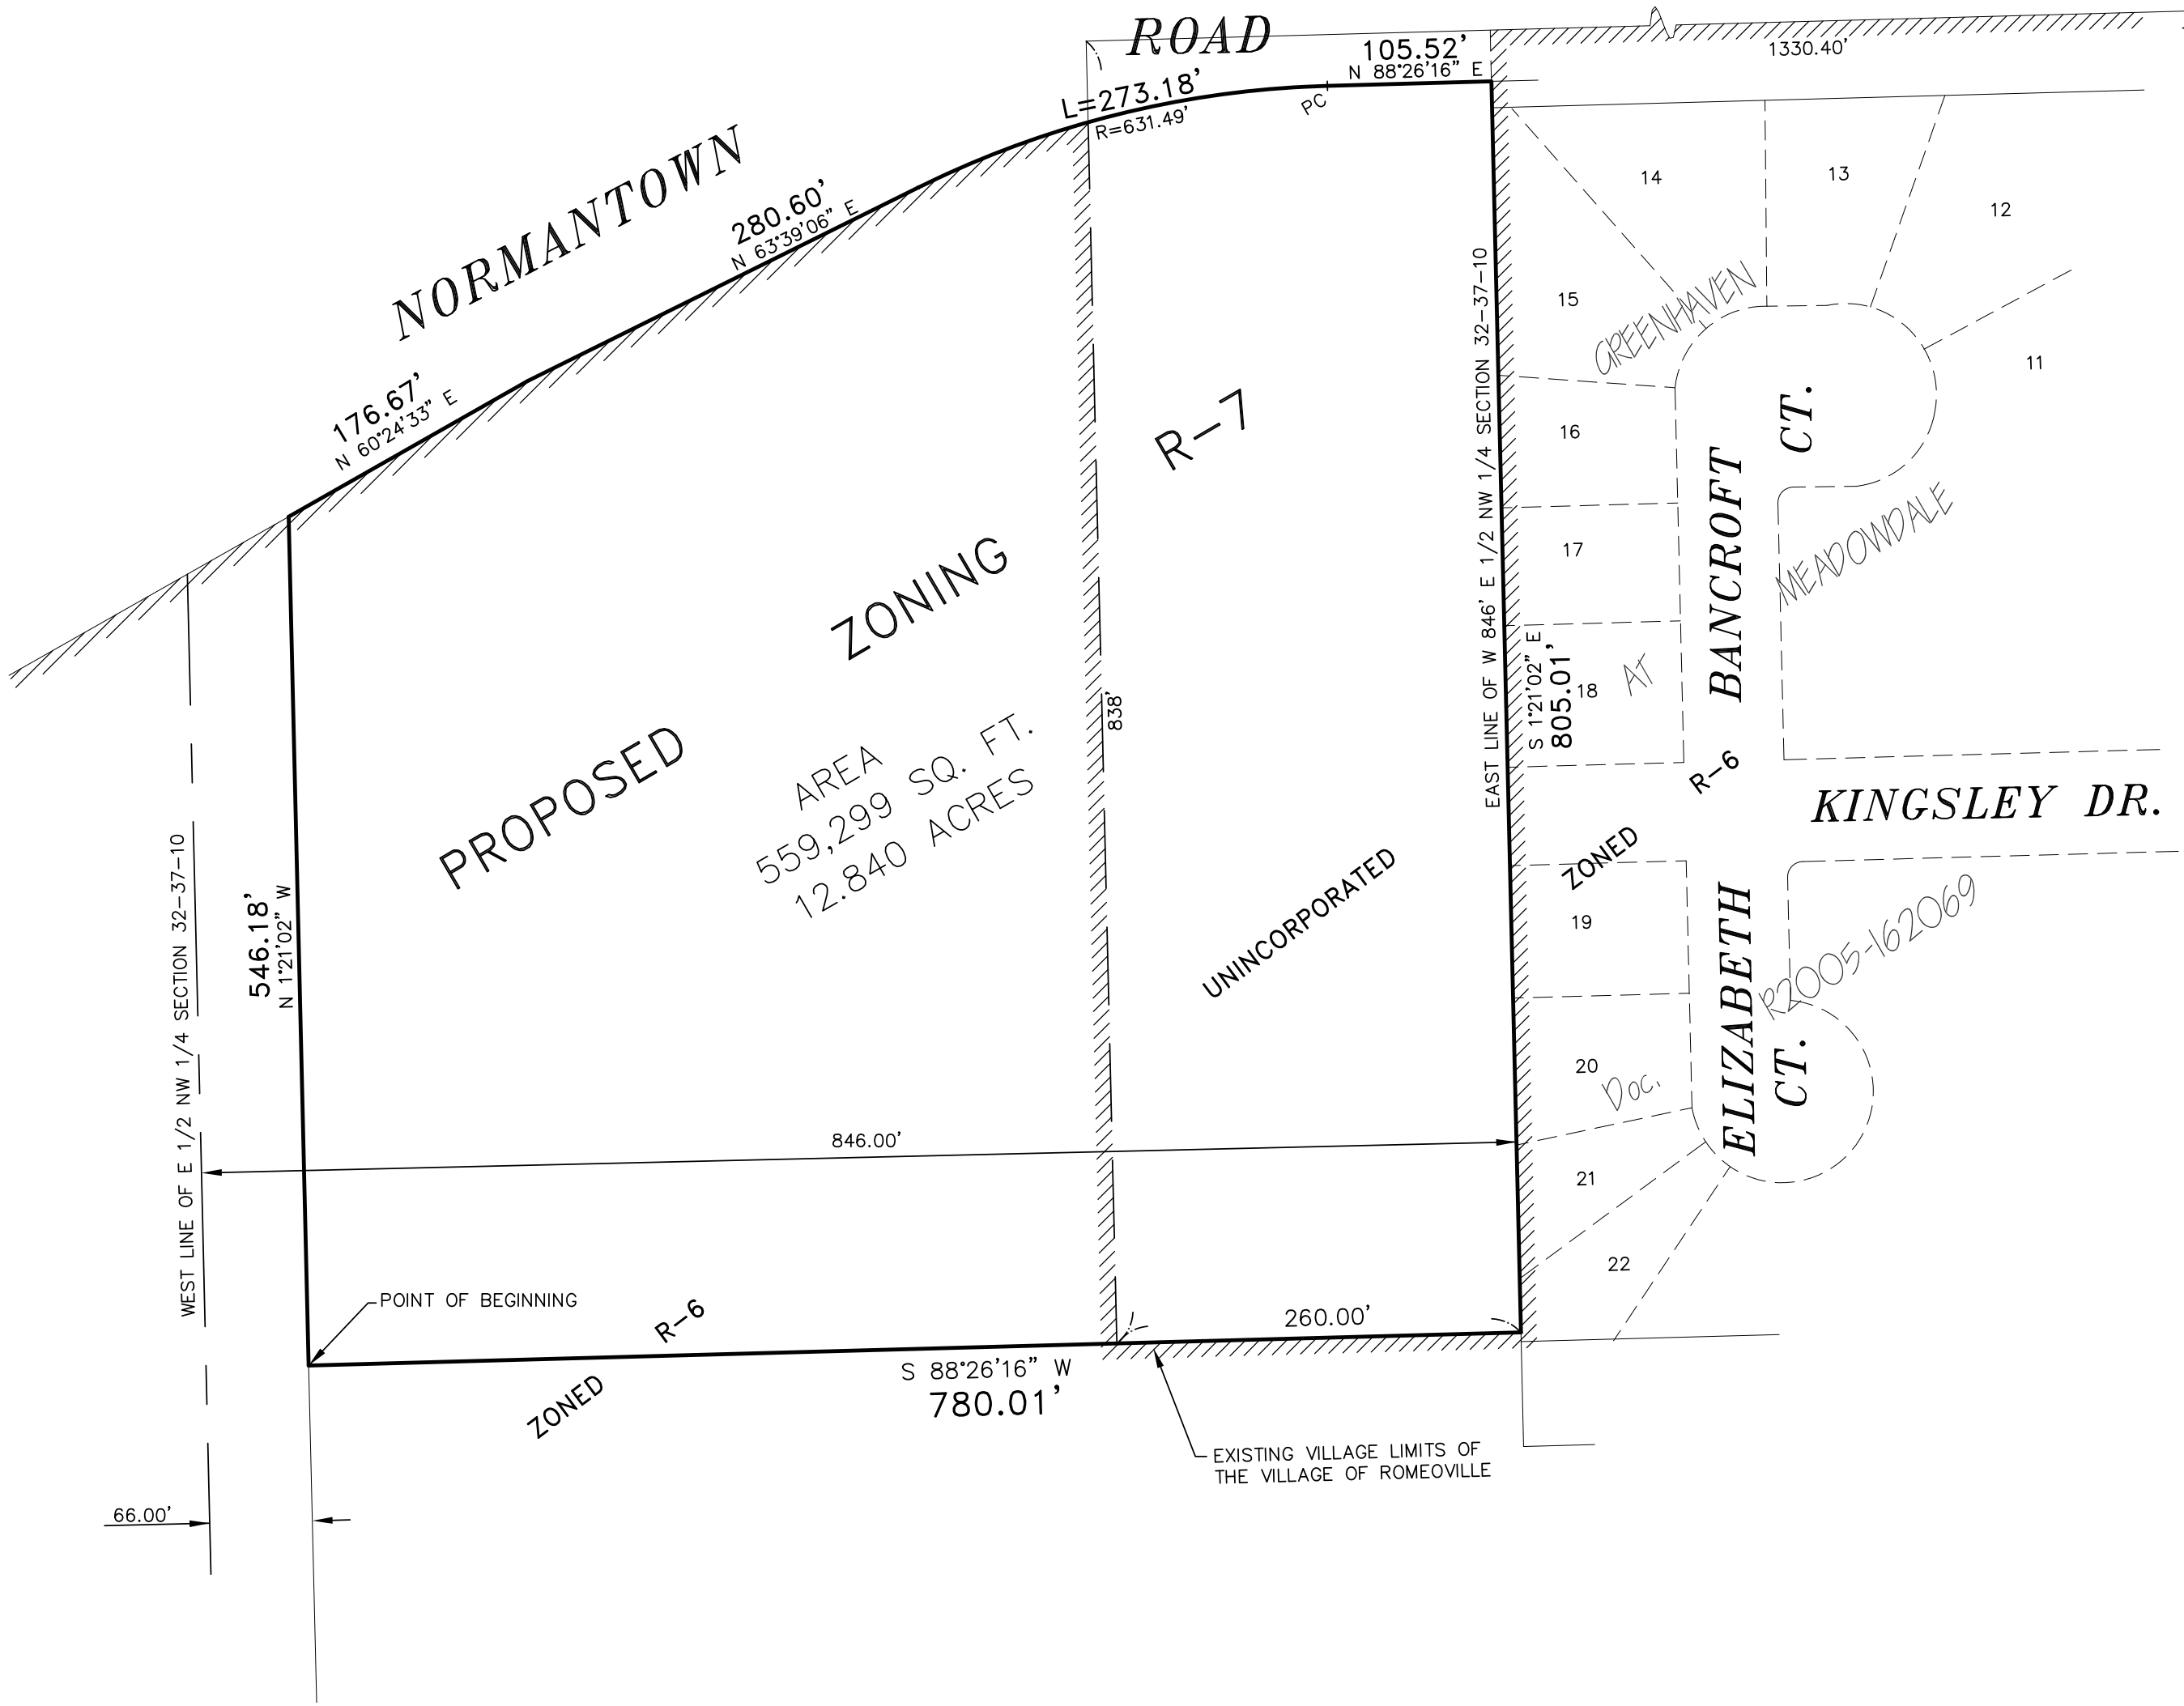 ROAD
105.52'
N 88°26'16" E
1330.40'
L=273.18'
R=631.49'
PC
NORMANTOWN
280.60'
N 63°39'06" E
176.67'
N 60°24'33" E
14
13
12
15
11
16
17
18
GREENHAVEN
AT
MEADOWDALE
BANCROFT
CT.
R-7
ZONING
PROPOSED
AREA
559,299 SQ. FT.
12.840 ACRES
838'
EAST LINE OF W 846' E 1/2 NW 1/4 SECTION 32-37-10
S 1°21'02" E
805.01'
R-6
ZONED
KINGSLEY DR.
UNINCORPORATED
546.18'
N 1°21'02" W
WEST LINE OF E 1/2 NW 1/4 SECTION 32-37-10
19
20
21
22
ELIZABETH
CT.
Doc.
R2005-162069
846.00'
POINT OF BEGINNING
R-6
ZONED
260.00'
S 88°26'16" W
780.01'
EXISTING VILLAGE LIMITS OF
THE VILLAGE OF ROMEOVILLE
66.00'